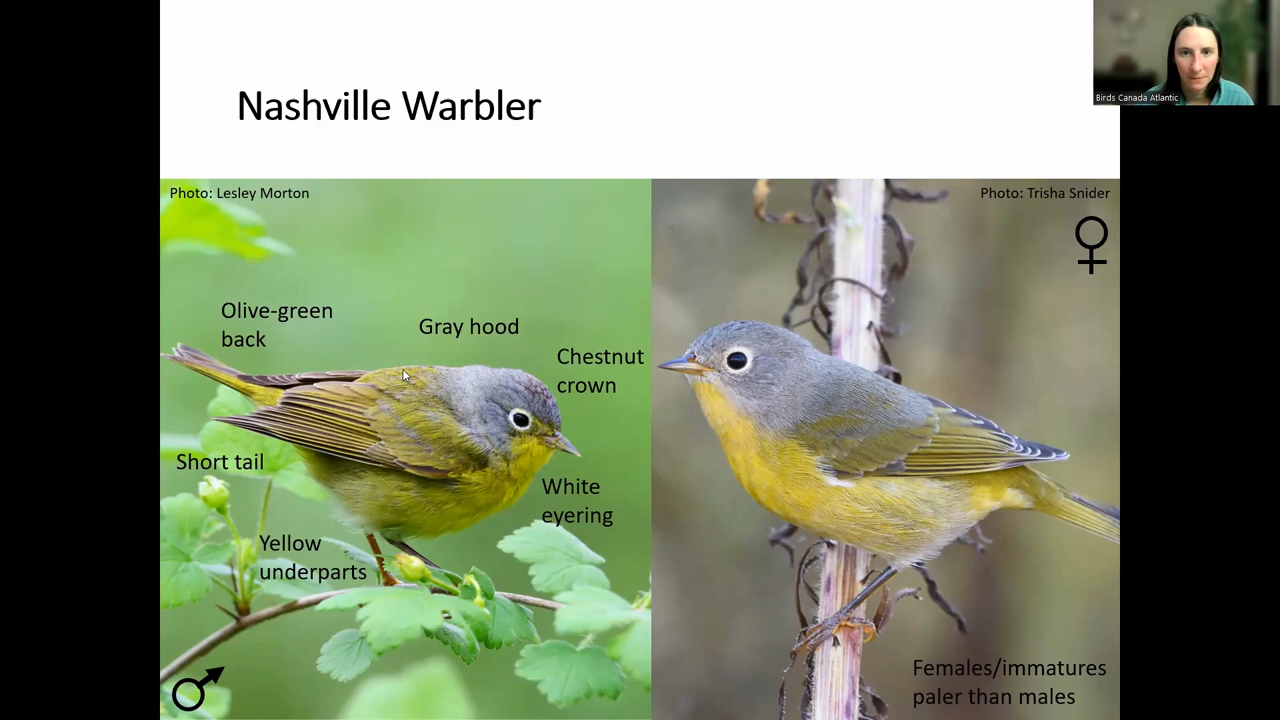 Birds Canada Atlantic
Nashville Warbler
Photo: Lesley Morton
Photo: Trisha Snider
Olive-green
back
Gray hood
Chestnut
crown
Short tail
White
eyering
Yellow
underparts
Females/immatures
paler than males